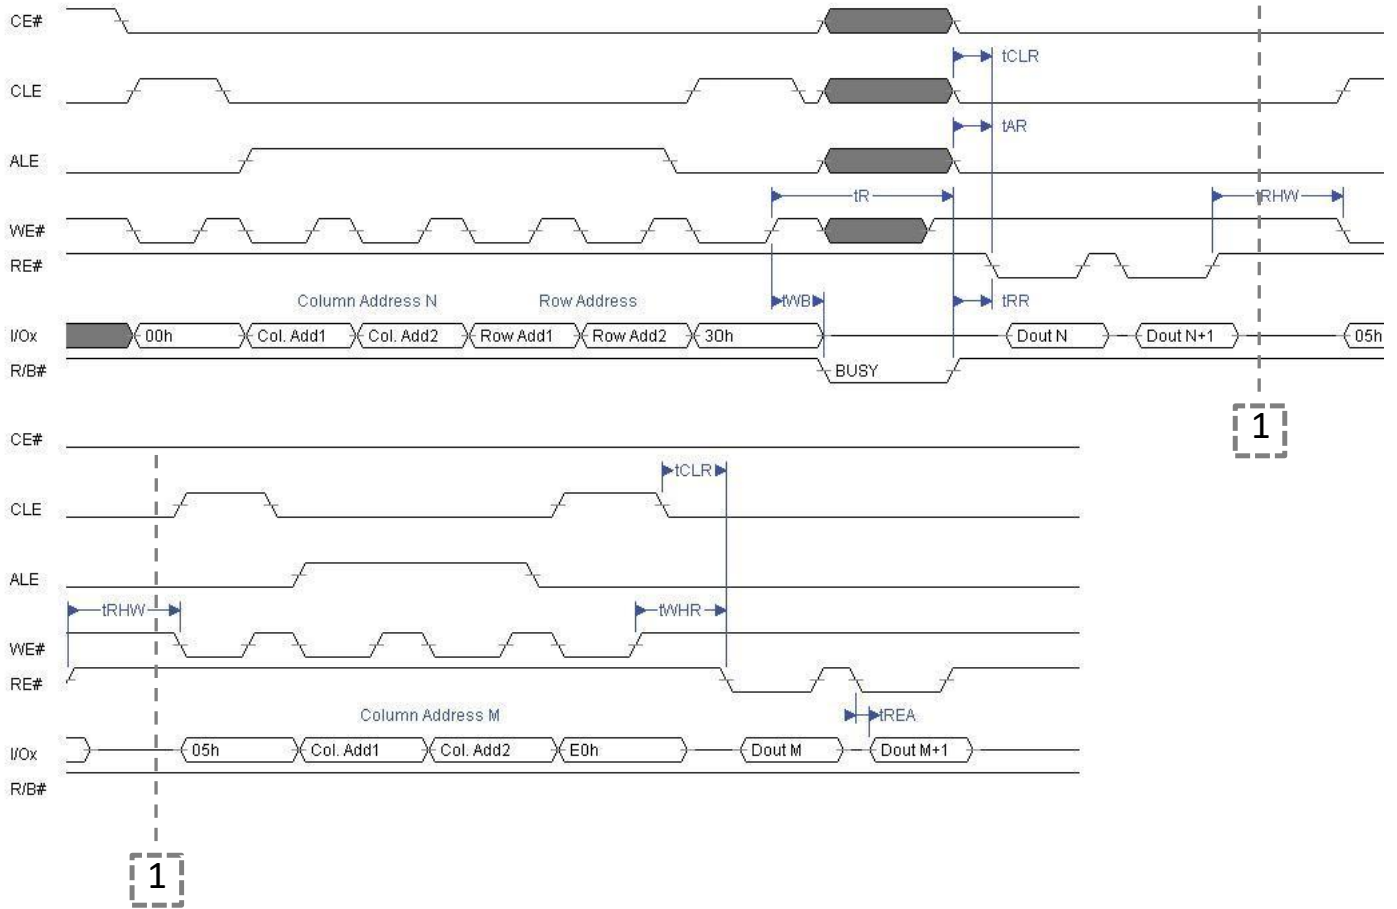 CE#
tCLR
CLE
tAR
ALE
tR
tRHW
WE#
RE#
Column Address N Row Address tWB tRR
I/Ox 00h Col. Add1 Col. Add2 Row Add1 Row Add2 30h Dout N Dout N+1 05h
R/B# BUSY
1
CE#
tCLR
CLE
ALE
tRHW tWHR
WE#
RE#
Column Address M tREA
I/Ox 05h Col. Add1 Col. Add2 E0h Dout M Dout M+1
R/B#
1